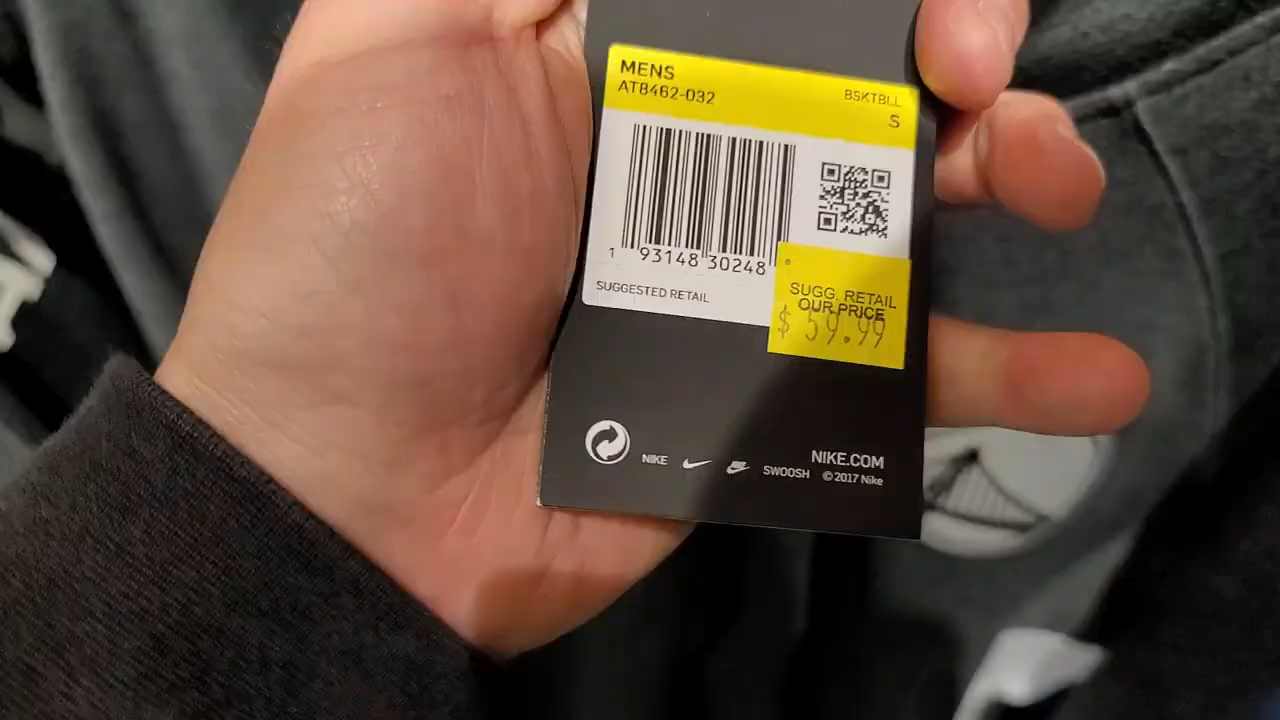 MENS
AT8462-032
BSKTBLL
S
1 93148 30248
SUGGESTED RETAIL
SUGG. RETAIL
OUR PRICE
$ 59.99
NIKE
SWOOSH
NIKE.COM
© 2017 Nike